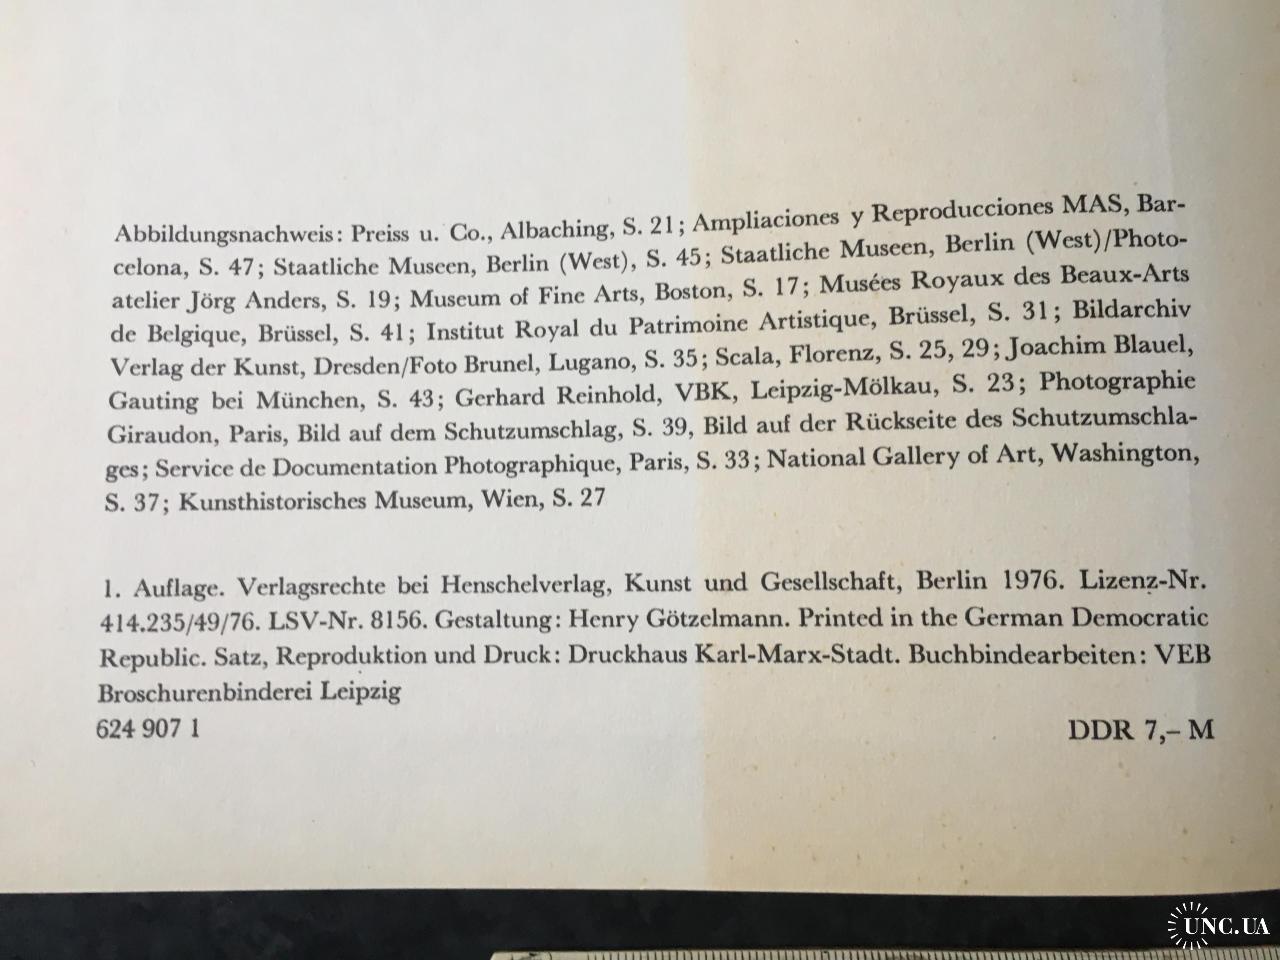 Abbildungsnachweis: Preiss u. Co., Albaching, S. 21; Ampliaciones y Reproducciones MAS, Bar-
celona, S. 47; Staatliche Museen, Berlin (West), S. 45; Staatliche Museen, Berlin (West)/Photo-
atelier Jörg Anders, S. 19; Museum of Fine Arts, Boston, S. 17; Musées Royaux des Beaux-Arts
de Belgique, Brüssel, S. 41; Institut Royal du Patrimoine Artistique, Brüssel, S. 31; Bildarchiv
Verlag der Kunst, Dresden/Foto Brunel, Lugano, S. 35; Scala, Florenz, S. 25, 29; Joachim Blauel,
Gauting bei München, S. 43; Gerhard Reinhold, VBK, Leipzig-Mölkau, S. 23; Photographie
Giraudon, Paris, Bild auf dem Schutzumschlag, S. 39, Bild auf der Rückseite des Schutzumschla-
ges; Service de Documentation Photographique, Paris, S. 33; National Gallery of Art, Washington,
S. 37; Kunsthistorisches Museum, Wien, S. 27
1. Auflage. Verlagsrechte bei Henschelverlag, Kunst und Gesellschaft, Berlin 1976. Lizenz-Nr.
414.235/49/76. LSV-Nr. 8156. Gestaltung: Henry Götzelmann. Printed in the German Democratic
Republic. Satz, Reproduktion und Druck: Druckhaus Karl-Marx-Stadt. Buchbindearbeiten: VEB
Broschurenbinderei Leipzig
624 907 1 DDR 7,– M
UNC.UA